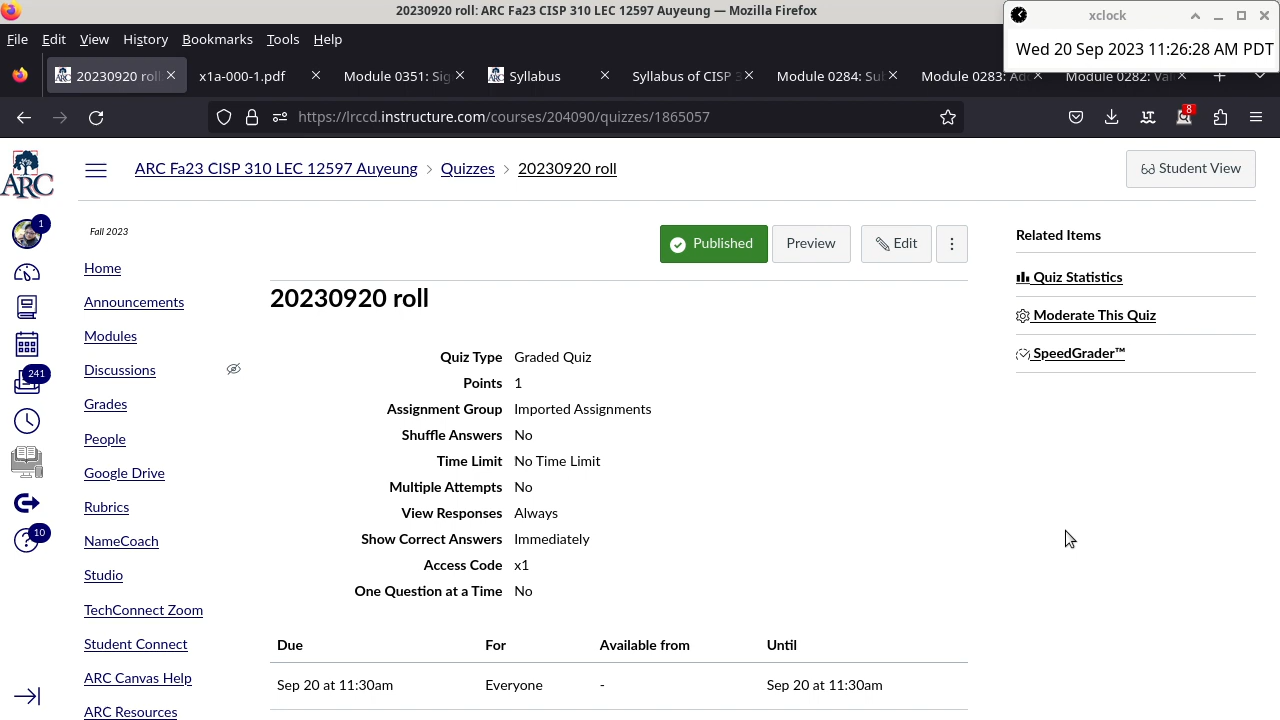 20230920 roll: ARC Fa23 CISP 310 LEC 12597 Auyeung — Mozilla Firefox
xclock
Wed 20 Sep 2023 11:26:28 AM PDT
File Edit View History Bookmarks Tools Help
20230920 roll x1a-000-1.pdf Module 0351: Sig Syllabus Syllabus of CISP 3 Module 0284: Su Module 0283: Ad Module 0282: Val
https://lrccd.instructure.com/courses/204090/quizzes/1865057
8
ARC
ARC Fa23 CISP 310 LEC 12597 Auyeung > Quizzes > 20230920 roll
Student View
1
241
10
Fall 2023
Home
Announcements
Modules
Discussions
Grades
People
Google Drive
Rubrics
NameCoach
Studio
TechConnect Zoom
Student Connect
ARC Canvas Help
ARC Resources
Published Preview Edit
20230920 roll
Quiz Type Graded Quiz
Points 1
Assignment Group Imported Assignments
Shuffle Answers No
Time Limit No Time Limit
Multiple Attempts No
View Responses Always
Show Correct Answers Immediately
Access Code x1
One Question at a Time No
Due For Available from Until
Sep 20 at 11:30am Everyone - Sep 20 at 11:30am
Related Items
Quiz Statistics
Moderate This Quiz
SpeedGrader™